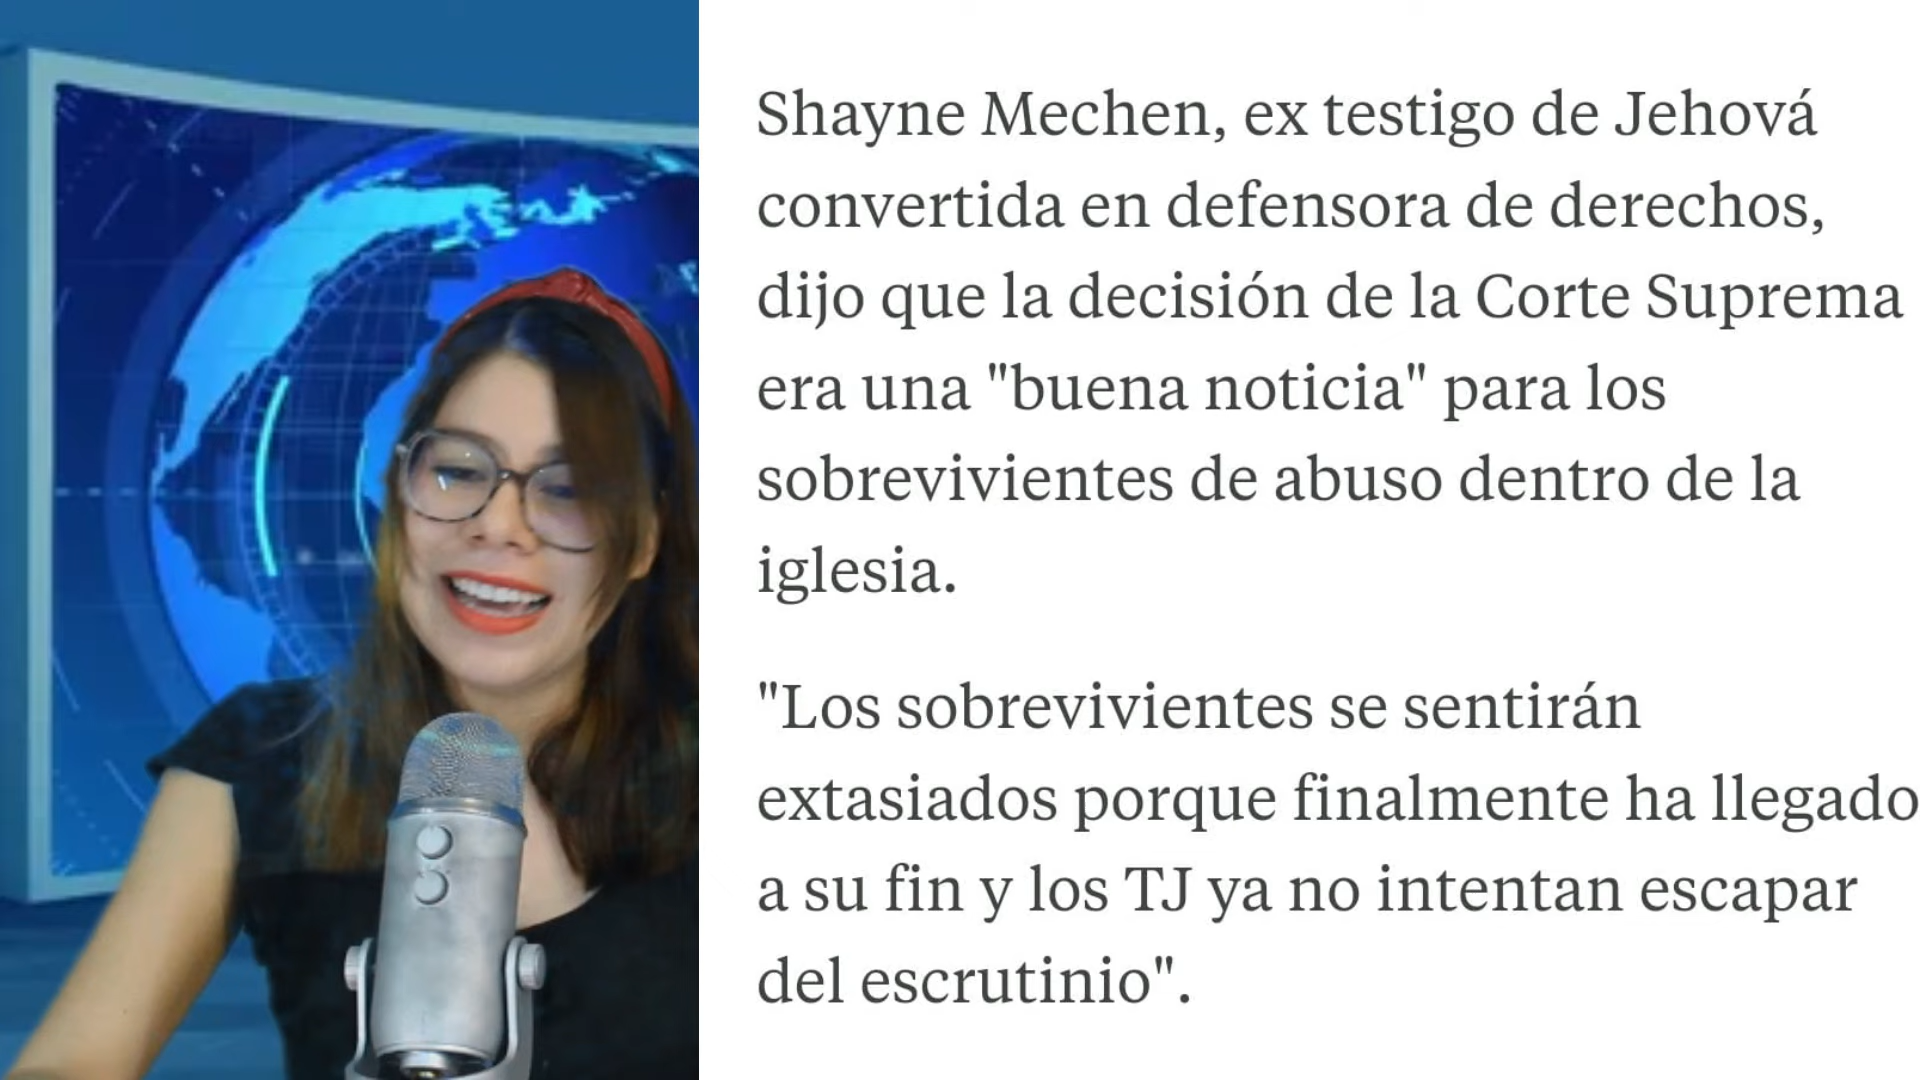 Shayne Mechen, ex testigo de Jehová
convertida en defensora de derechos,
dijo que la decisión de la Corte Suprema
era una "buena noticia" para los
sobrevivientes de abuso dentro de la
iglesia.
"Los sobrevivientes se sentirán
extasiados porque finalmente ha llegado
a su fin y los TJ ya no intentan escapar
del escrutinio".